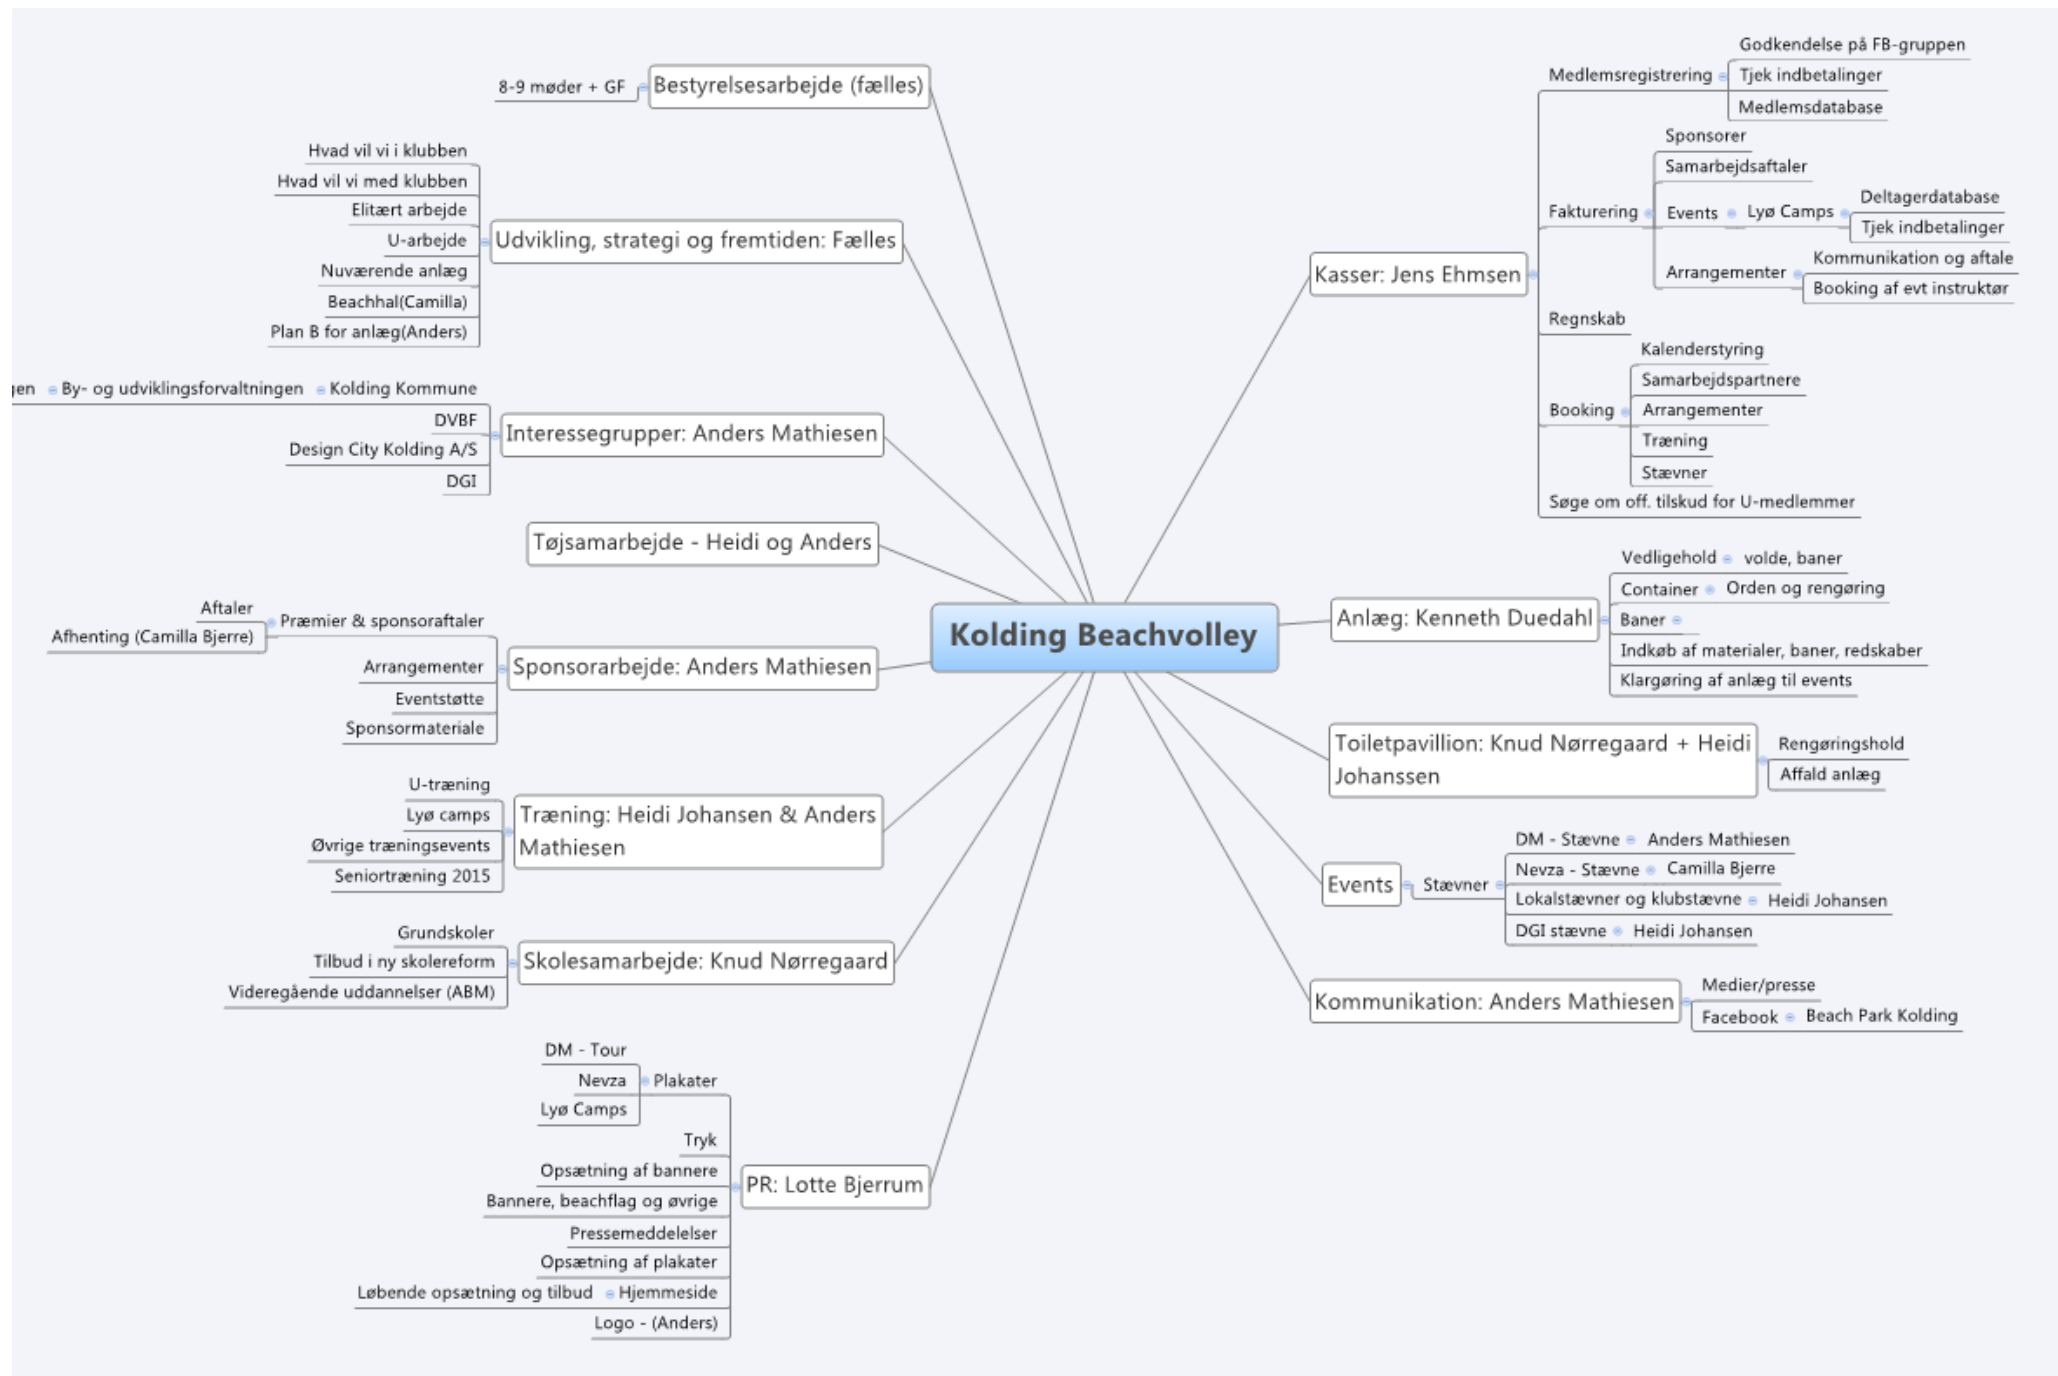 Kolding Beachvolley
Bestyrelsesarbejde (fælles)
8-9 møder + GF
Udvikling, strategi og fremtiden: Fælles
Hvad vil vi i klubben
Hvad vil vi med klubben
Elitært arbejde
U-arbejde
Nuværende anlæg
Beachhal(Camilla)
Plan B for anlæg(Anders)
Interessegrupper: Anders Mathiesen
Kolding Kommune
By- og udviklingsforvaltningen
DVBF
Design City Kolding A/S
DGI
Tøjsamarbejde - Heidi og Anders
Sponsorarbejde: Anders Mathiesen
Præmier & sponsoraftaler
Aftaler
Afhenting (Camilla Bjerre)
Arrangementer
Eventstøtte
Sponsormateriale
Træning: Heidi Johansen & Anders
Mathiesen
U-træning
Lyø camps
Øvrige træningsevents
Seniortræning 2015
Skolesamarbejde: Knud Nørregaard
Grundskoler
Tilbud i ny skolereform
Videregående uddannelser (ABM)
PR: Lotte Bjerrum
Plakater
DM - Tour
Nevza
Lyø Camps
Tryk
Opsætning af bannere
Bannere, beachflag og øvrige
Pressemeddelelser
Opsætning af plakater
Hjemmeside
Løbende opsætning og tilbud
Logo - (Anders)
Kasser: Jens Ehmsen
Medlemsregistrering
Godkendelse på FB-gruppen
Tjek indbetalinger
Medlemsdatabase
Fakturering
Sponsorer
Samarbejdsaftaler
Events
Lyø Camps
Deltagerdatabase
Tjek indbetalinger
Arrangementer
Kommunikation og aftale
Booking af evt instruktør
Regnskab
Booking
Kalenderstyring
Samarbejdspartnere
Arrangementer
Træning
Stævner
Søge om off. tilskud for U-medlemmer
Anlæg: Kenneth Duedahl
Vedligehold
volde, baner
Container
Orden og rengøring
Baner
Indkøb af materialer, baner, redskaber
Klargøring af anlæg til events
Toiletpavillion: Knud Nørregaard + Heidi
Johanssen
Rengøringshold
Affald anlæg
Events
Stævner
DM - Stævne
Anders Mathiesen
Nevza - Stævne
Camilla Bjerre
Lokalstævner og klubstævne
Heidi Johansen
DGI stævne
Heidi Johansen
Kommunikation: Anders Mathiesen
Medier/presse
Facebook
Beach Park Kolding